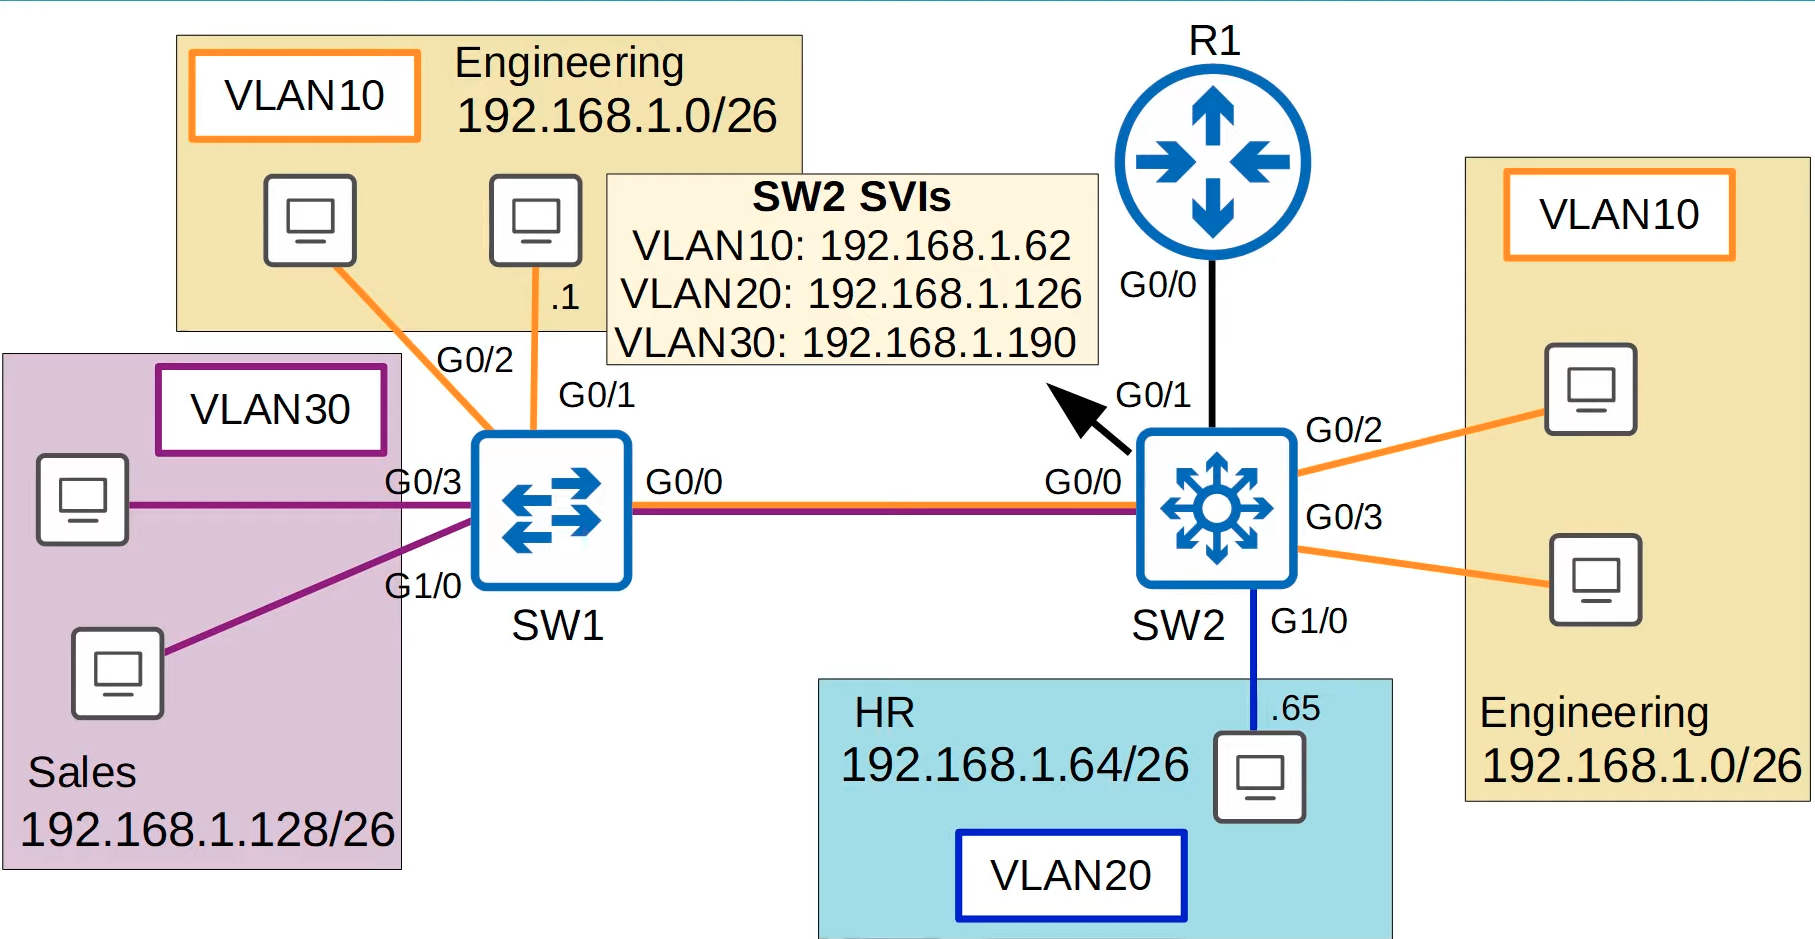 R1
Engineering
VLAN10
192.168.1.0/26
SW2 SVIs
VLAN10: 192.168.1.62
VLAN20: 192.168.1.126
VLAN30: 192.168.1.190
VLAN10
G0/0
.1
G0/2
G0/1
G0/1
VLAN30
G0/2
G0/3
G0/0
G0/0
G0/3
G1/0
SW1
SW2
G1/0
HR
.65
192.168.1.64/26
VLAN20
Engineering
192.168.1.0/26
Sales
192.168.1.128/26